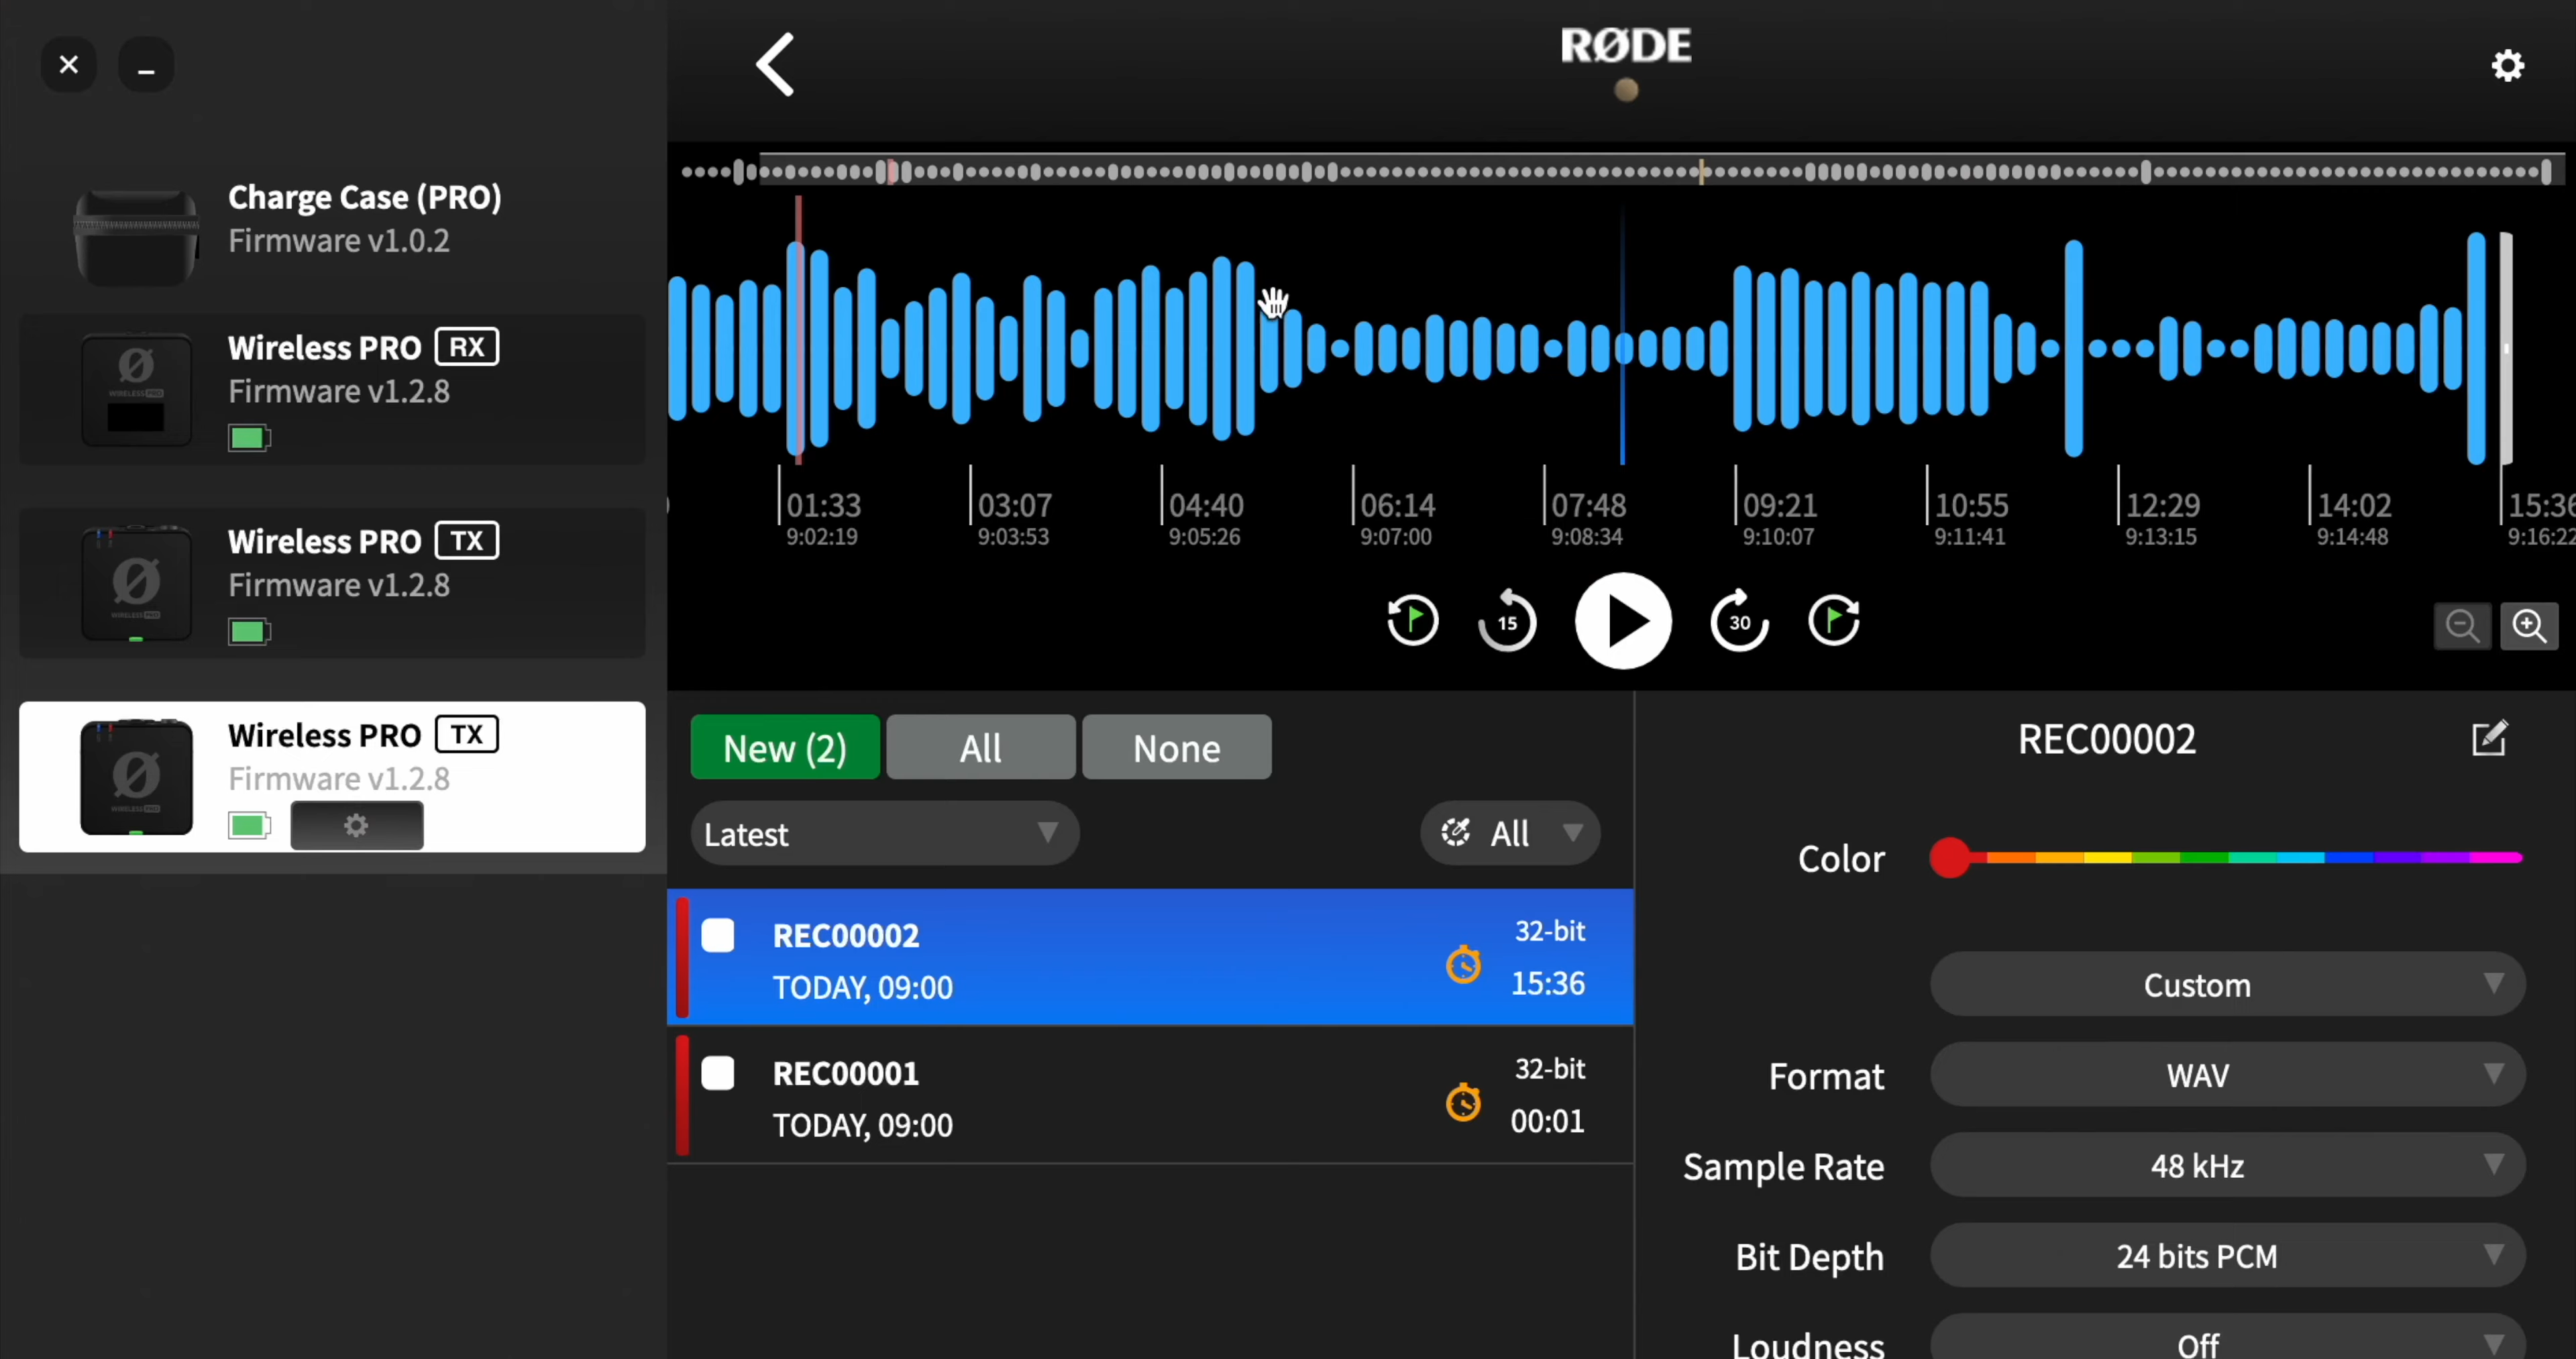 RØDE
Charge Case (PRO)
Firmware v1.0.2
Wireless PRO RX
Firmware v1.2.8
Wireless PRO TX
Firmware v1.2.8
Wireless PRO TX
Firmware v1.2.8
01:33 03:07 04:40 06:14 07:48 09:21 10:55 12:29 14:02 15:36
9:02:19 9:03:53 9:05:26 9:07:00 9:08:34 9:10:07 9:11:41 9:13:15 9:14:48 9:16:22
15 30
New (2) All None
Latest All
REC00002 32-bit
TODAY, 09:00 15:36
REC00001 32-bit
TODAY, 09:00 00:01
REC00002
Color
Custom
Format WAV
Sample Rate 48 kHz
Bit Depth 24 bits PCM
Loudness Off